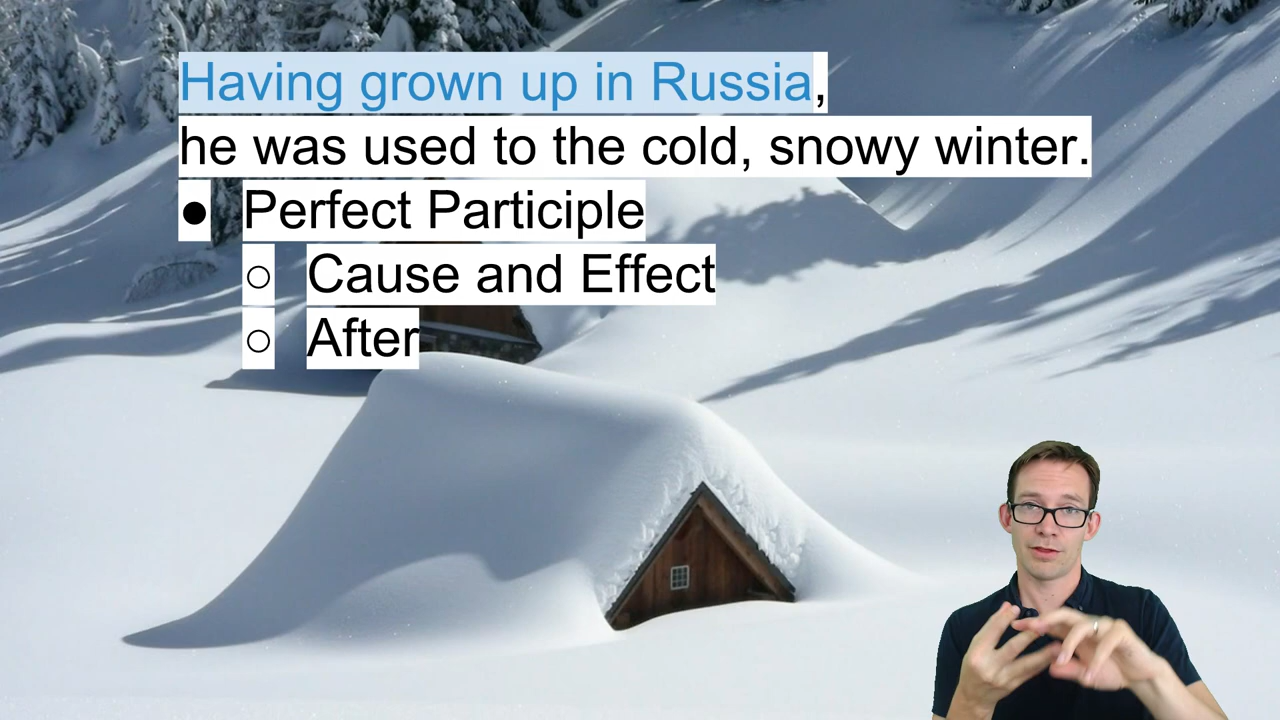 Having grown up in Russia,
he was used to the cold, snowy winter.
● Perfect Participle
○ Cause and Effect
○ After